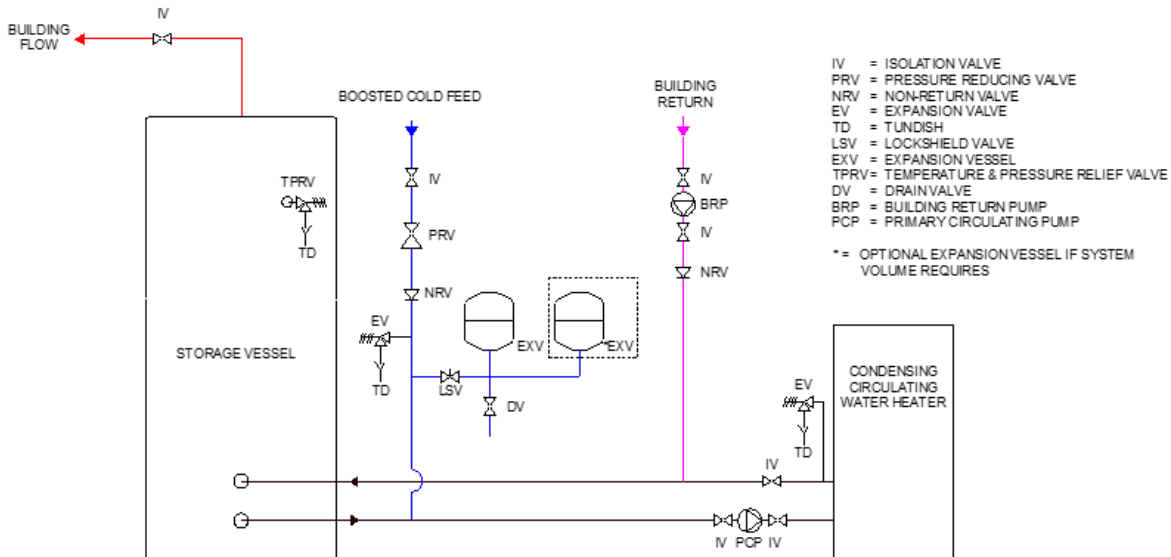 IV
BUILDING
FLOW
BOOSTED COLD FEED
BUILDING
RETURN
IV = ISOLATION VALVE
PRV = PRESSURE REDUCING VALVE
NRV = NON-RETURN VALVE
EV = EXPANSION VALVE
TD = TUNDISH
LSV = LOCKSHIELD VALVE
EXV = EXPANSION VESSEL
TPRV= TEMPERATURE & PRESSURE RELIEF VALVE
DV = DRAIN VALVE
BRP = BUILDING RETURN PUMP
PCP = PRIMARY CIRCULATING PUMP
* = OPTIONAL EXPANSION VESSEL IF SYSTEM
VOLUME REQUIRES
TPRV
TD
IV
PRV
NRV
IV
BRP
IV
NRV
EV
TD
EXV
*EXV
LSV
DV
STORAGE VESSEL
CONDENSING
CIRCULATING
WATER HEATER
EV
TD
IV
IV PCP IV